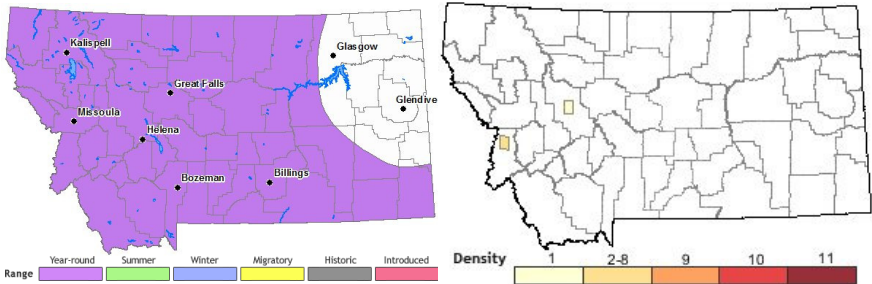 Kalispell
Glasgow
Great Falls
Glendive
Missoula
Helena
Bozeman
Billings
Range Year-round Summer Winter Migratory Historic Introduced
Density 1 2-8 9 10 11